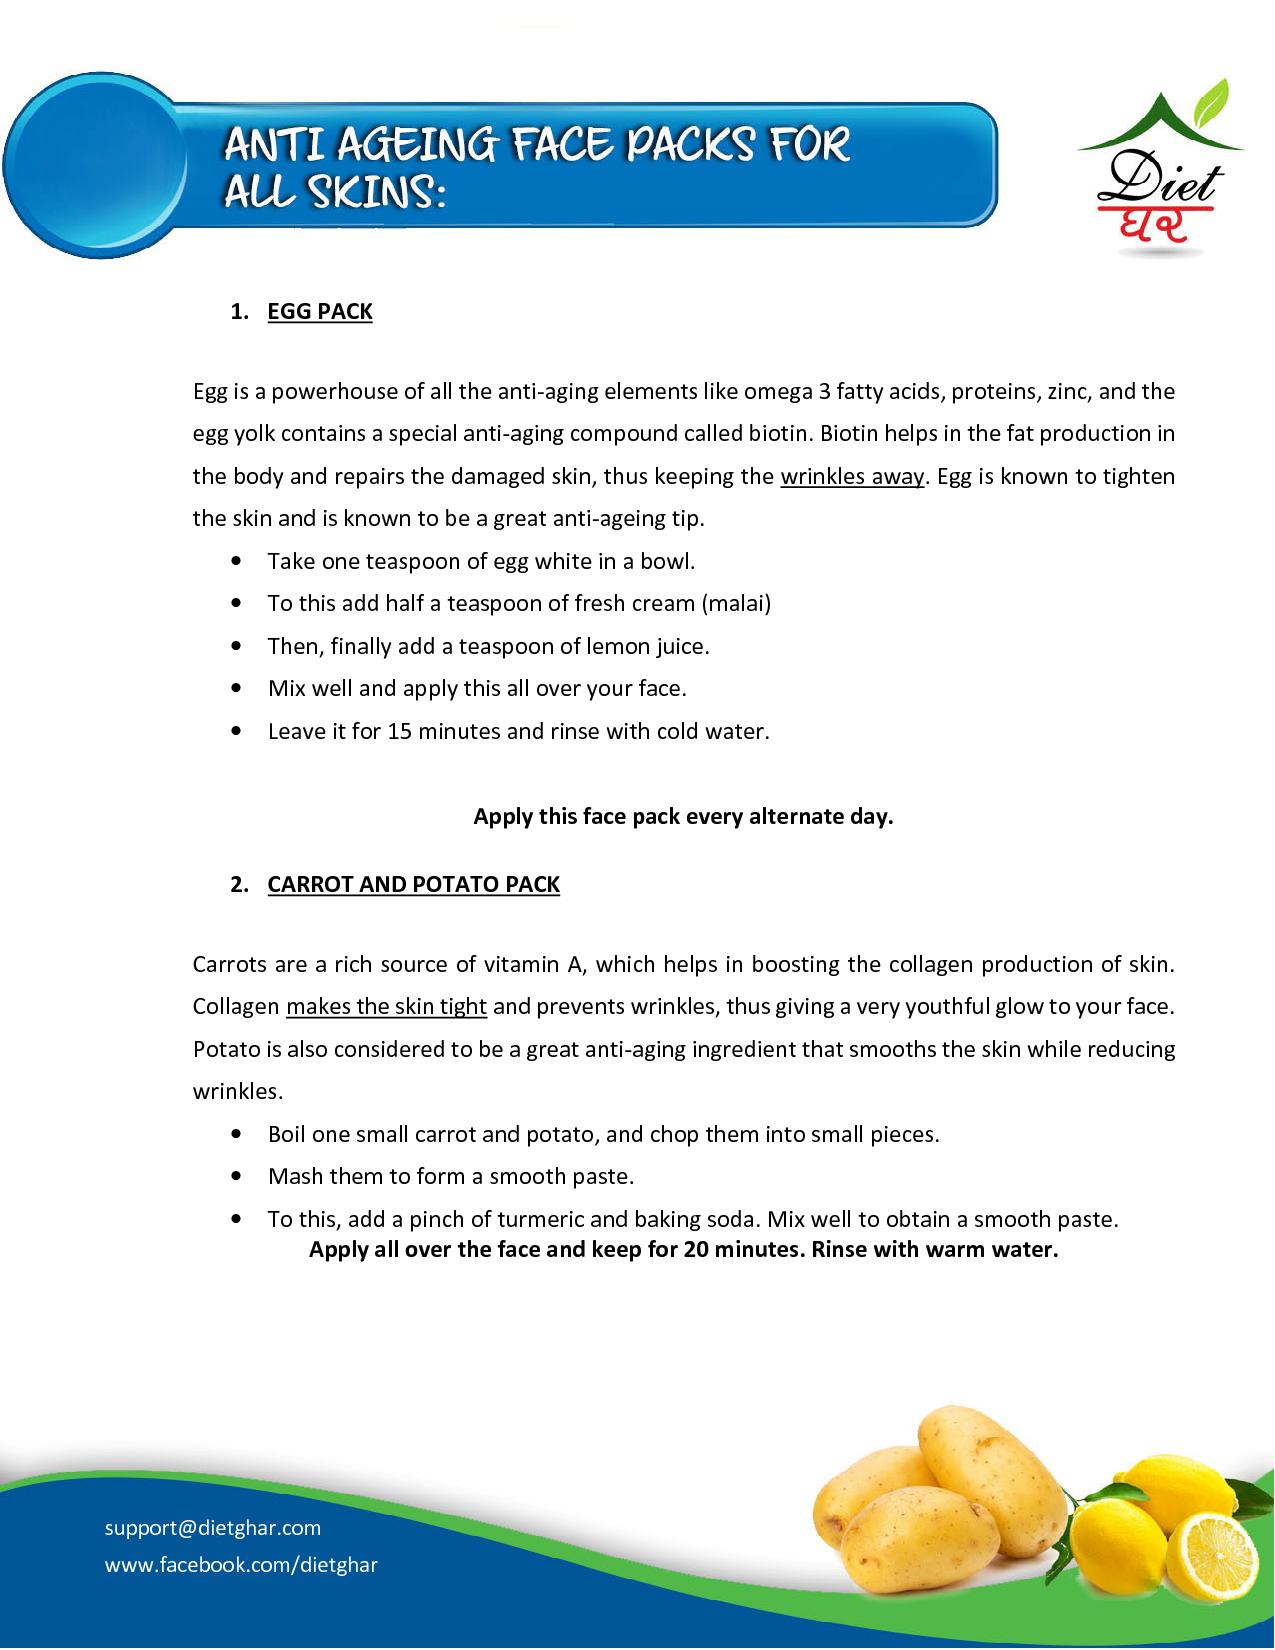 ANTI AGEING FACE PACKS FOR
ALL SKINS:
Diet
ઘર
1. EGG PACK
Egg is a powerhouse of all the anti-aging elements like omega 3 fatty acids, proteins, zinc, and the
egg yolk contains a special anti-aging compound called biotin. Biotin helps in the fat production in
the body and repairs the damaged skin, thus keeping the wrinkles away. Egg is known to tighten
the skin and is known to be a great anti-ageing tip.
• Take one teaspoon of egg white in a bowl.
• To this add half a teaspoon of fresh cream (malai)
• Then, finally add a teaspoon of lemon juice.
• Mix well and apply this all over your face.
• Leave it for 15 minutes and rinse with cold water.
Apply this face pack every alternate day.
2. CARROT AND POTATO PACK
Carrots are a rich source of vitamin A, which helps in boosting the collagen production of skin.
Collagen makes the skin tight and prevents wrinkles, thus giving a very youthful glow to your face.
Potato is also considered to be a great anti-aging ingredient that smooths the skin while reducing
wrinkles.
• Boil one small carrot and potato, and chop them into small pieces.
• Mash them to form a smooth paste.
• To this, add a pinch of turmeric and baking soda. Mix well to obtain a smooth paste.
Apply all over the face and keep for 20 minutes. Rinse with warm water.
support@dietghar.com
www.facebook.com/dietghar